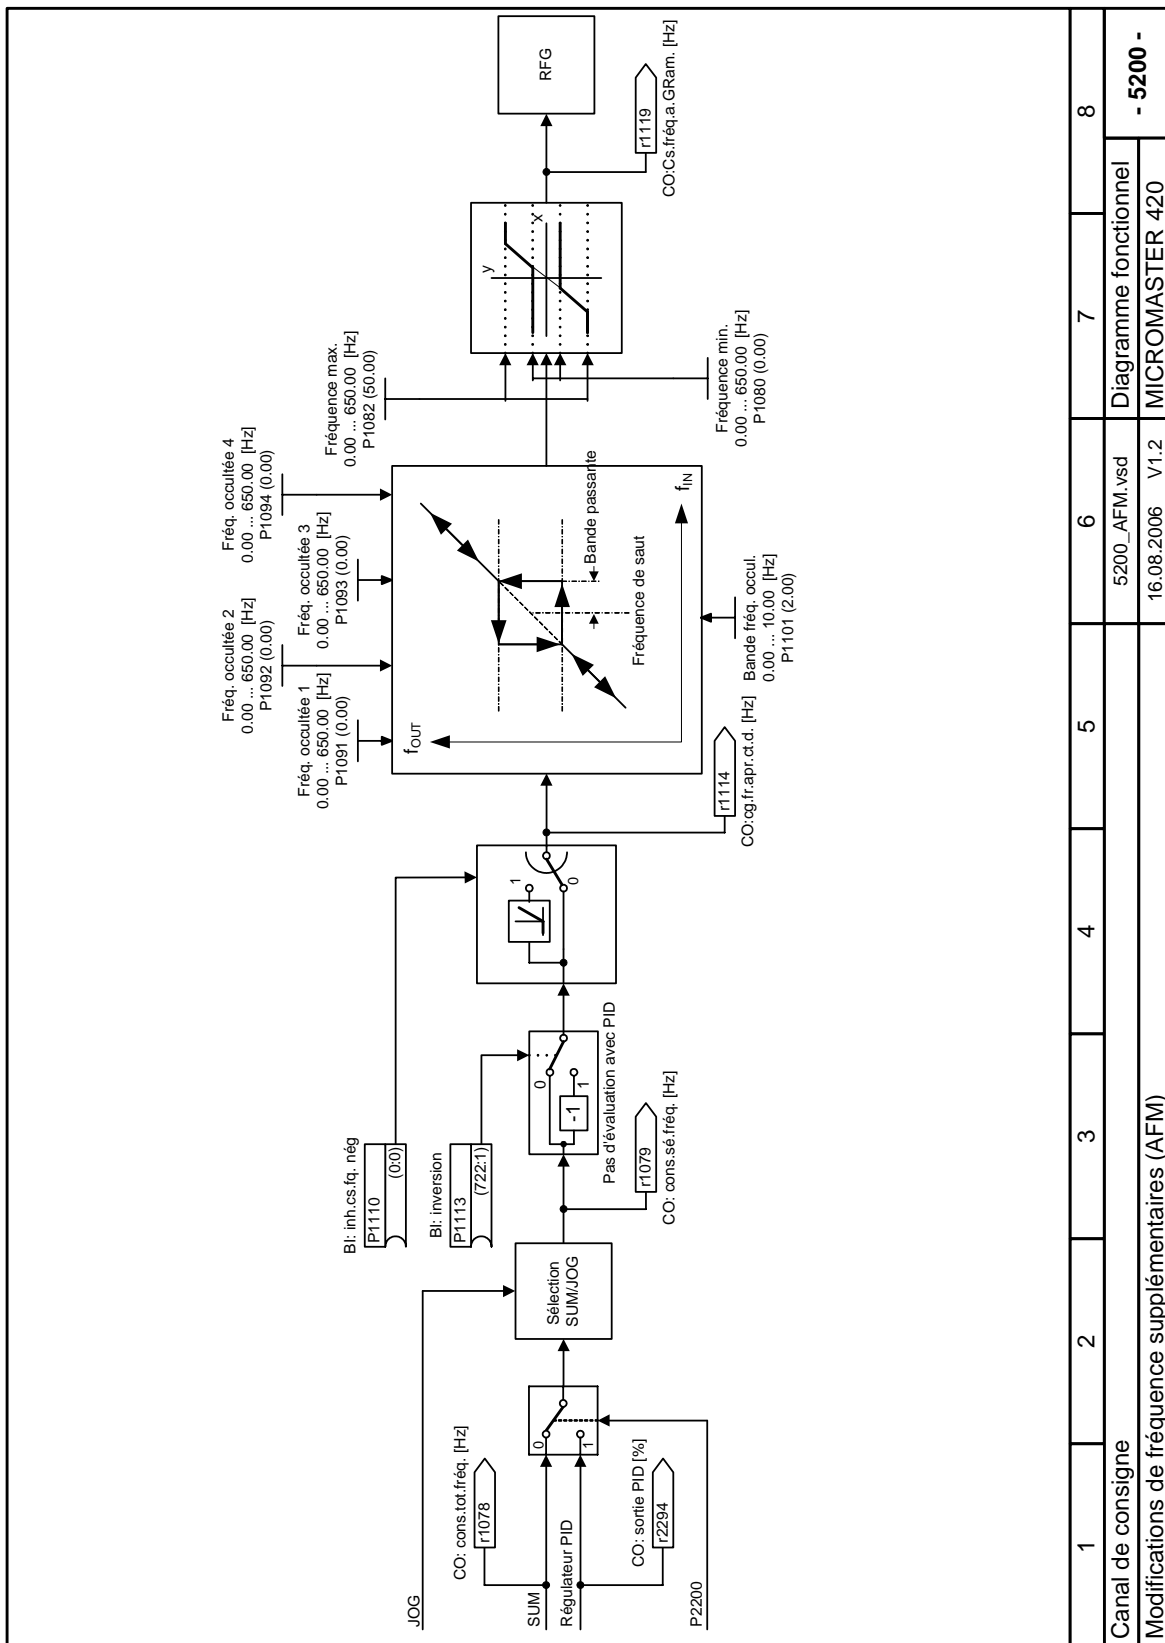 JOG
CO: cons.tot.fréq. [Hz]
r1078
SUM
Régulateur PID
CO: sortie PID [%]
r2294
P2200
0
1
Sélection
SUM/JOG
BI: inh.cs.fq. nég
P1110
(0:0)
BI: inversion
P1113
(722:1)
0
1
-1
Pas d'évaluation avec PID
r1079
CO: cons.sé.fréq. [Hz]
1
0
r1114
CO:cg.fr.apr.ct.d. [Hz]
Fréq. occultée 1
0.00 ... 650.00 [Hz]
P1091 (0.00)
Fréq. occultée 2
0.00 ... 650.00 [Hz]
P1092 (0.00)
Fréq. occultée 3
0.00 ... 650.00 [Hz]
P1093 (0.00)
Fréq. occultée 4
0.00 ... 650.00 [Hz]
P1094 (0.00)
fOUT
fIN
Bande passante
Fréquence de saut
Bande fréq. occul.
0.00 ... 10.00 [Hz]
P1101 (2.00)
Fréquence max.
0.00 ... 650.00 [Hz]
P1082 (50.00)
y
x
Fréquence min.
0.00 ... 650.00 [Hz]
P1080 (0.00)
RFG
r1119
CO:Cs.fréq.a.GRam. [Hz]
1 2 3 4 5 6 7 8
Canal de consigne
5200_AFM.vsd
Diagramme fonctionnel
- 5200 -
Modifications de fréquence supplémentaires (AFM)
16.08.2006 V1.2
MICROMASTER 420